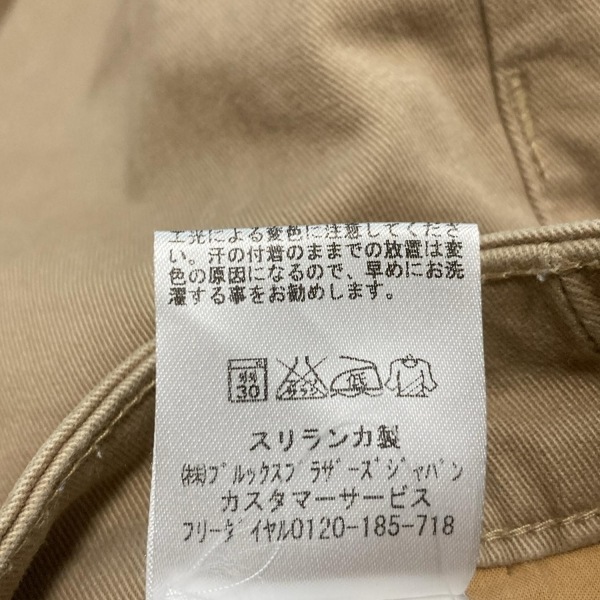 光による変色に注意してくださ
い。汗の付着のままでの放置は変
色の原因になるので、早めにお洗
濯する事をお勧めします。
弱
30
低
スリランカ製
㈱ﾌﾞﾙｯｸｽﾌﾞﾗｻﾞｰｽﾞｼﾞｬﾊﾟﾝ
カスタマーサービス
フリーダイヤル0120-185-718